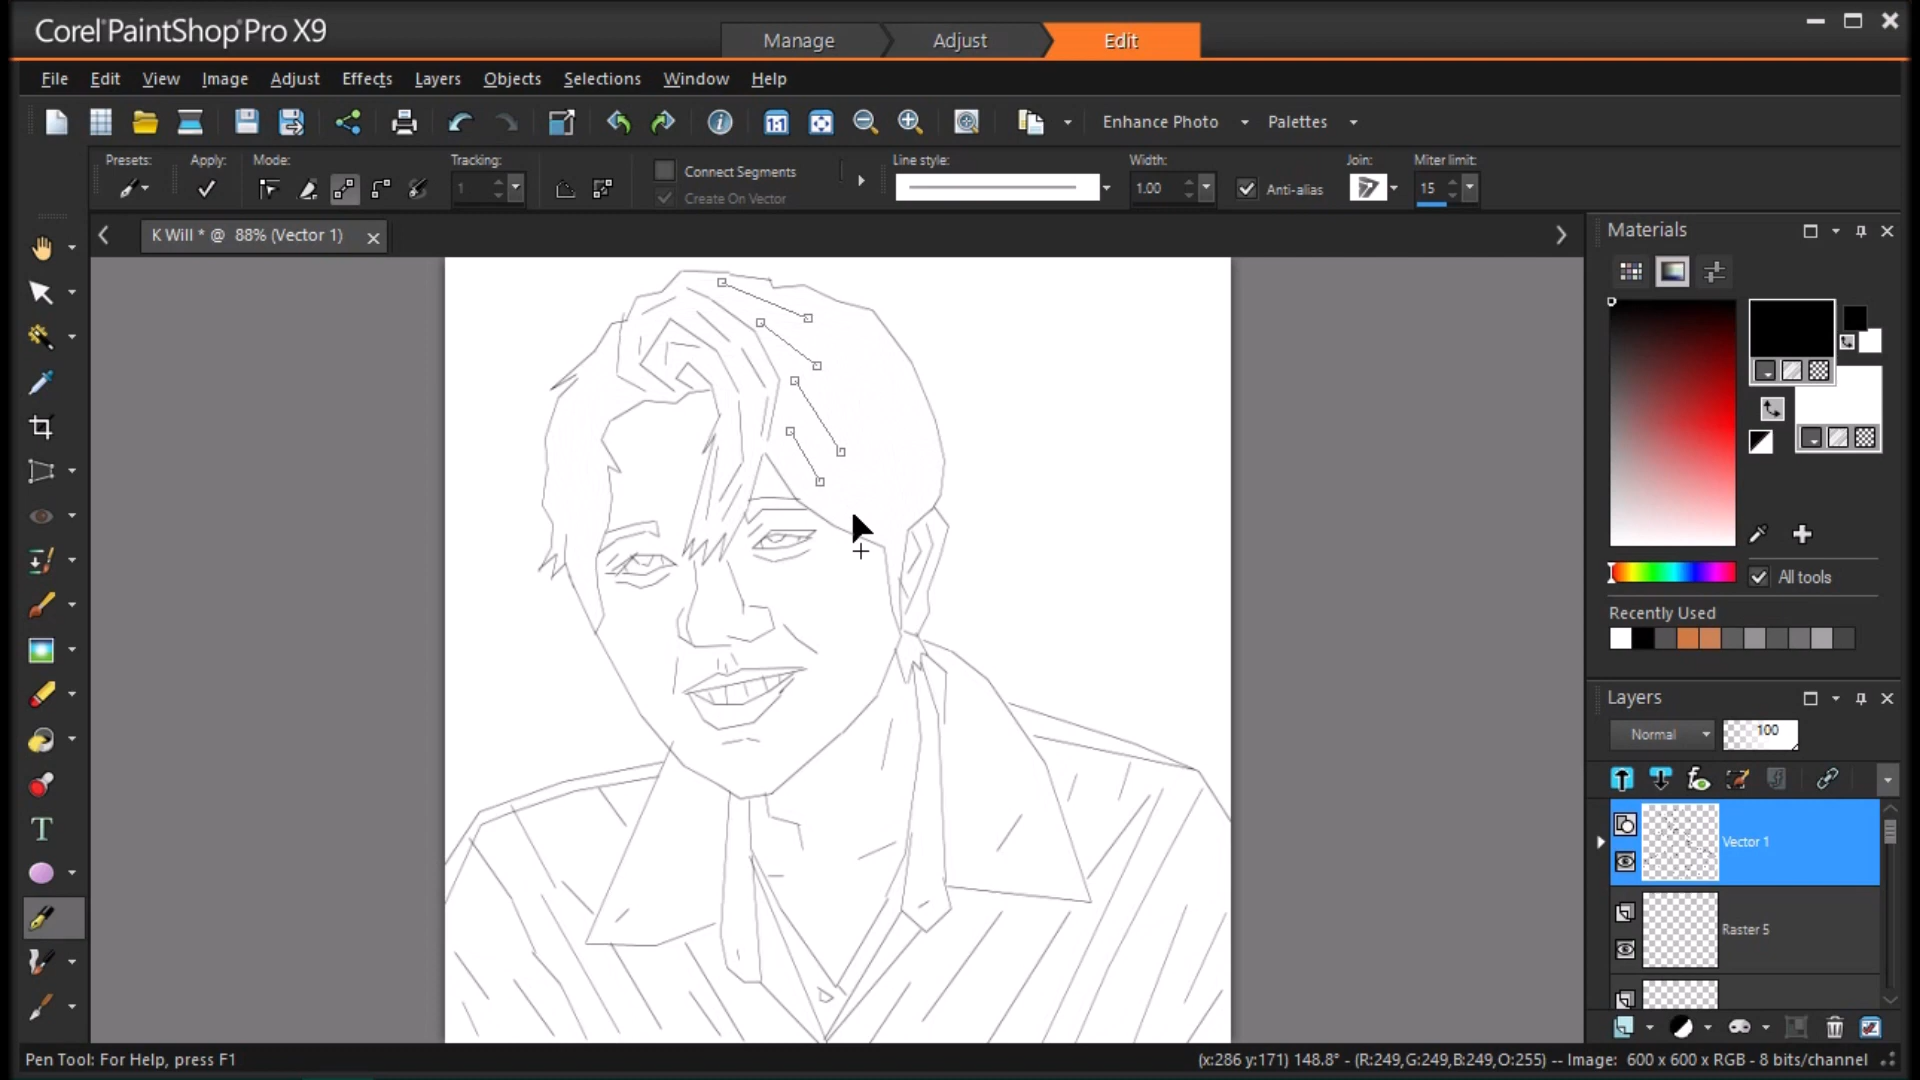 Corel PaintShop Pro X9
Manage
Adjust
Edit
File Edit View Image Adjust Effects Layers Objects Selections Window Help
1:1
Enhance Photo
Palettes
Presets:
Apply:
Mode:
Tracking:
1
Connect Segments
Create On Vector
Line style:
Width:
1.00
Anti-alias
Join:
Miter limit:
15
K Will * @ 88% (Vector 1)
Materials
All tools
Recently Used
Layers
Normal
100
Vector 1
Raster 5
T
Pen Tool: For Help, press F1
(x:286 y:171) 148.8° - (R:249,G:249,B:249,O:255) -- Image: 600 x 600 x RGB - 8 bits/channel